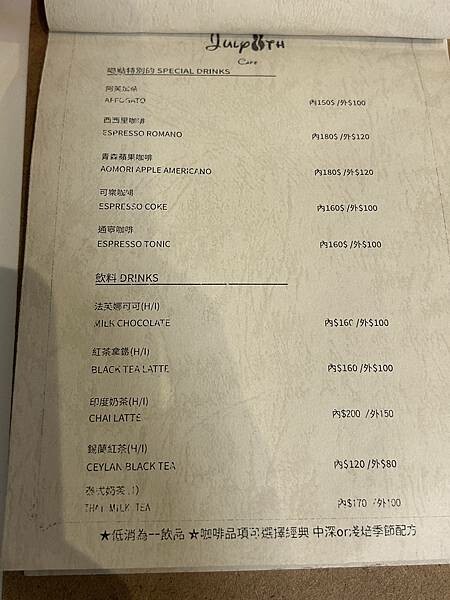 Cafe
喝點特別的 SPECIAL DRINKS
阿芙加朵
AFFOGATO 內150$ /外$100
西西里咖啡
ESPRESSO ROMANO 內180$ /外$120
青森蘋果咖啡
AOMORI APPLE AMERICANO 內180$ /外$120
可樂咖啡
ESPRESSO COKE 內160$ /外$100
通寧咖啡
ESPRESSO TONIC 內160$ /外$100
飲料 DRINKS
法芙娜可可(H/I)
MILK CHOCOLATE 內$160 /外$100
紅茶拿鐵(H/I)
BLACK TEA LATTE 內$160 /外$100
印度奶茶(H/I)
CHAI LATTE 內$200 /外150
錫蘭紅茶(H/I)
CEYLAN BLACK TEA 內$120 /外$80
泰式奶茶(I)
THAI MILK TEA 內$170 /外100
★低消為一飲品 ☆咖啡品項可選擇經典 中深or淺焙季節配方